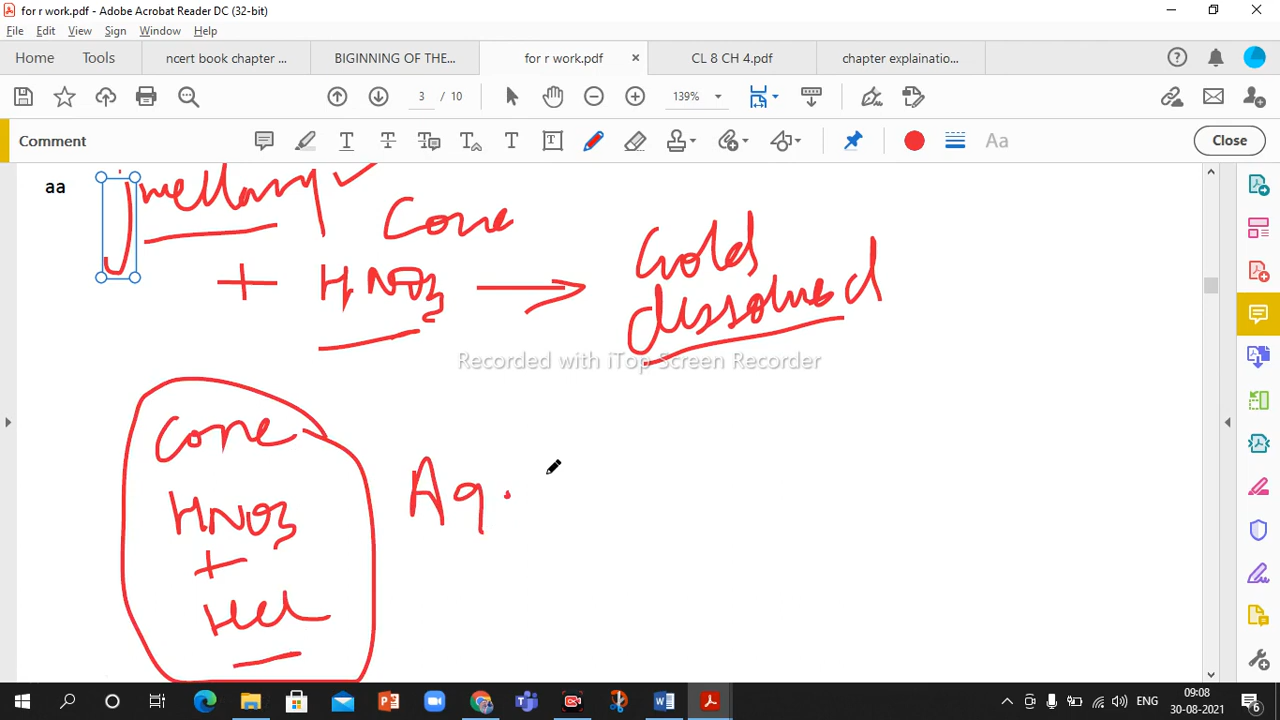 for r work.pdf - Adobe Acrobat Reader DC (32-bit)
File Edit View Sign Window Help
Home Tools ncert book chapter ... BIGINNING OF THE... for r work.pdf × CL 8 CH 4.pdf chapter explainatio...
3 / 10 139%
Comment Aa Close
aa
Conc
+ HNO3 → Gold
dissolved
Recorded with iTop Screen Recorder
Conc
HNO3
+
HCl
Aq.
ENG 09:08
30-08-2021 6